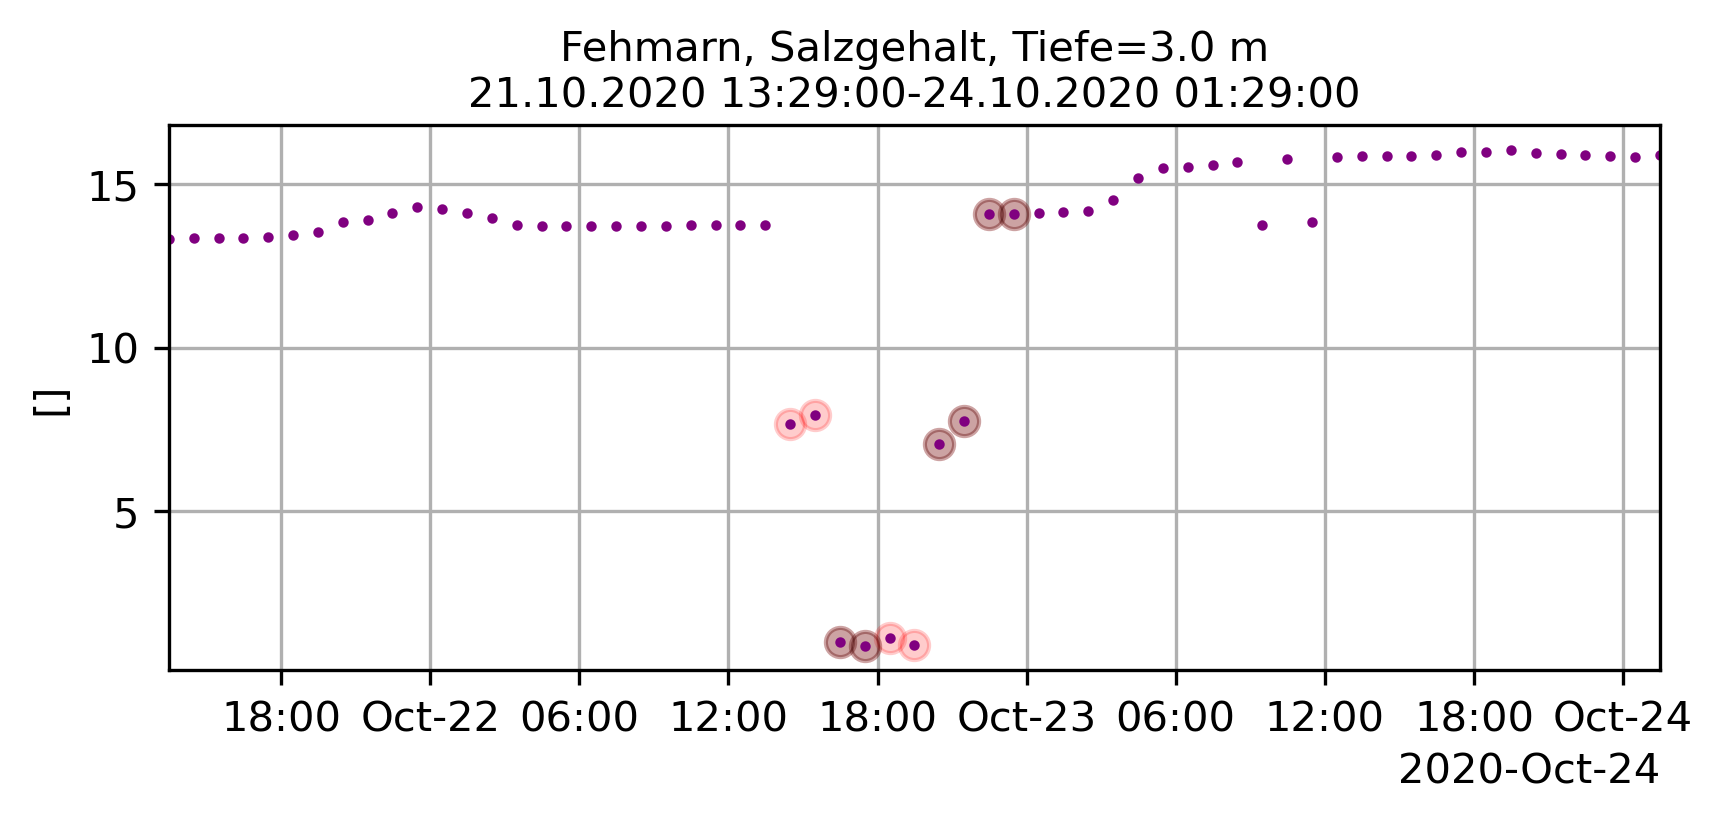 Fehmarn, Salzgehalt, Tiefe=3.0 m
21.10.2020 13:29:00-24.10.2020 01:29:00
15
10
5
[]
18:00 Oct-22 06:00 12:00 18:00 Oct-23 06:00 12:00 18:00 Oct-24
2020-Oct-24